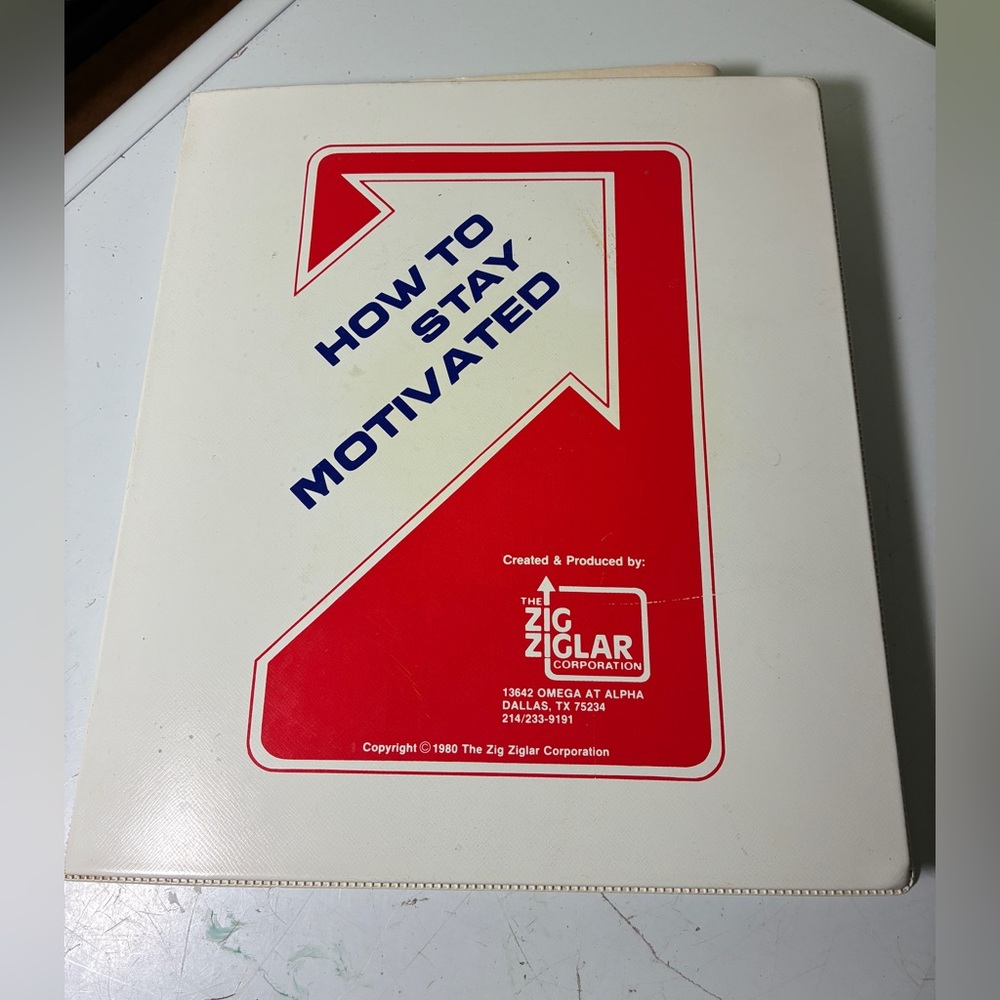 HOW TO
STAY
MOTIVATED
Created & Produced by:
THE
ZIG
ZIGLAR
CORPORATION
13642 OMEGA AT ALPHA
DALLAS, TX 75234
214/233-9191
Copyright ©1980 The Zig Ziglar Corporation